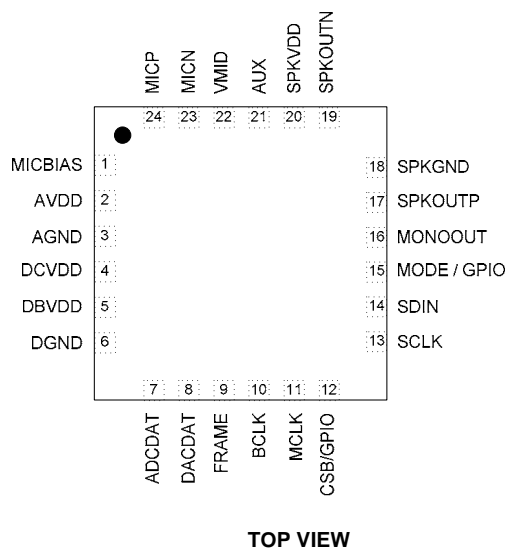 MICP
MICN
VMID
AUX
SPKVDD
SPKOUTN
24
23
22
21
20
19
MICBIAS 1
AVDD 2
AGND 3
DCVDD 4
DBVDD 5
DGND 6
18 SPKGND
17 SPKOUTP
16 MONOOUT
15 MODE / GPIO
14 SDIN
13 SCLK
7
8
9
10
11
12
ADCDAT
DACDAT
FRAME
BCLK
MCLK
CSB/GPIO
TOP VIEW